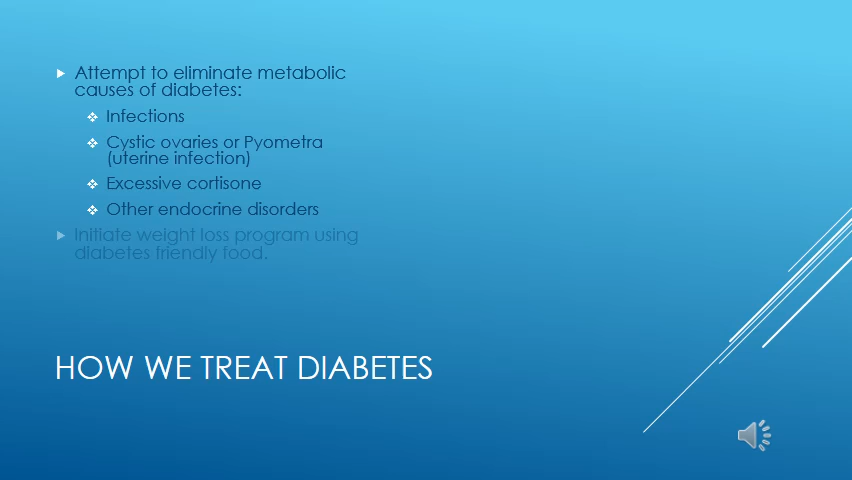 Attempt to eliminate metabolic
causes of diabetes:
Infections
Cystic ovaries or Pyometra
(uterine infection)
Excessive cortisone
Other endocrine disorders
Initiate weight loss program using
diabetes friendly food.
HOW WE TREAT DIABETES